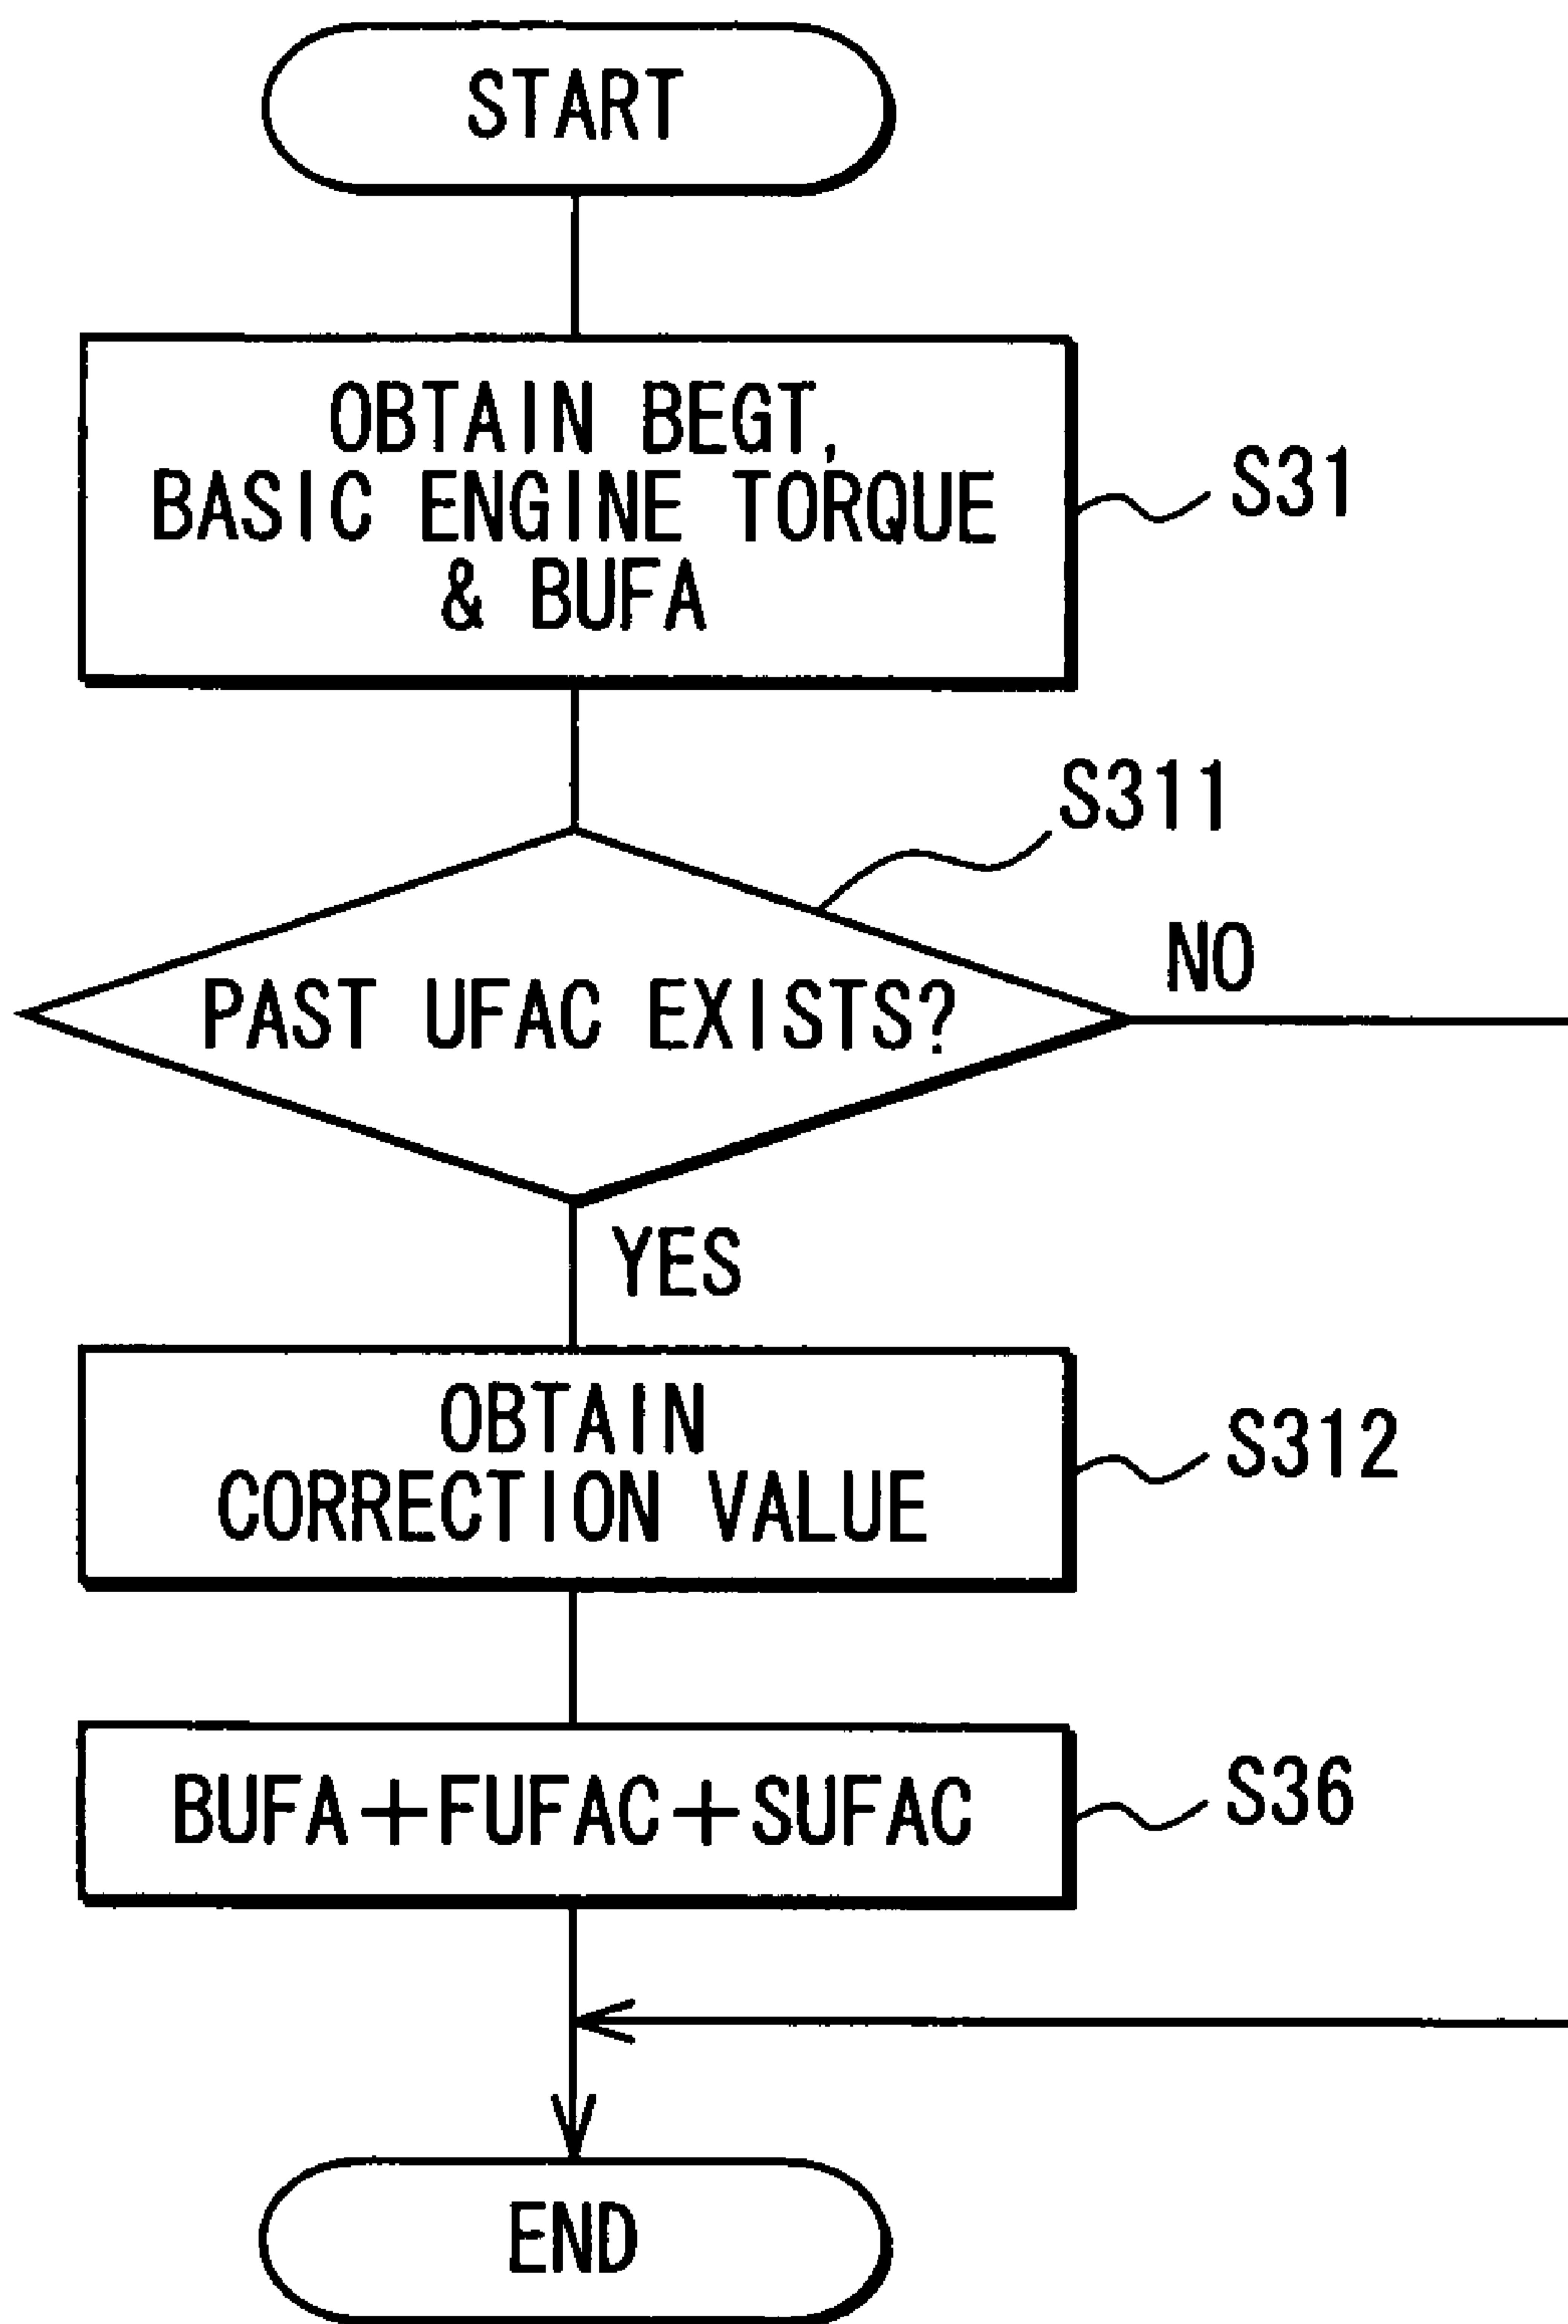 START
OBTAIN BEGT,
BASIC ENGINE TORQUE
& BUFA
S31
S311
PAST UFAC EXISTS?
NO
YES
OBTAIN
CORRECTION VALUE
S312
BUFA+FUFAC+SUFAC
S36
END